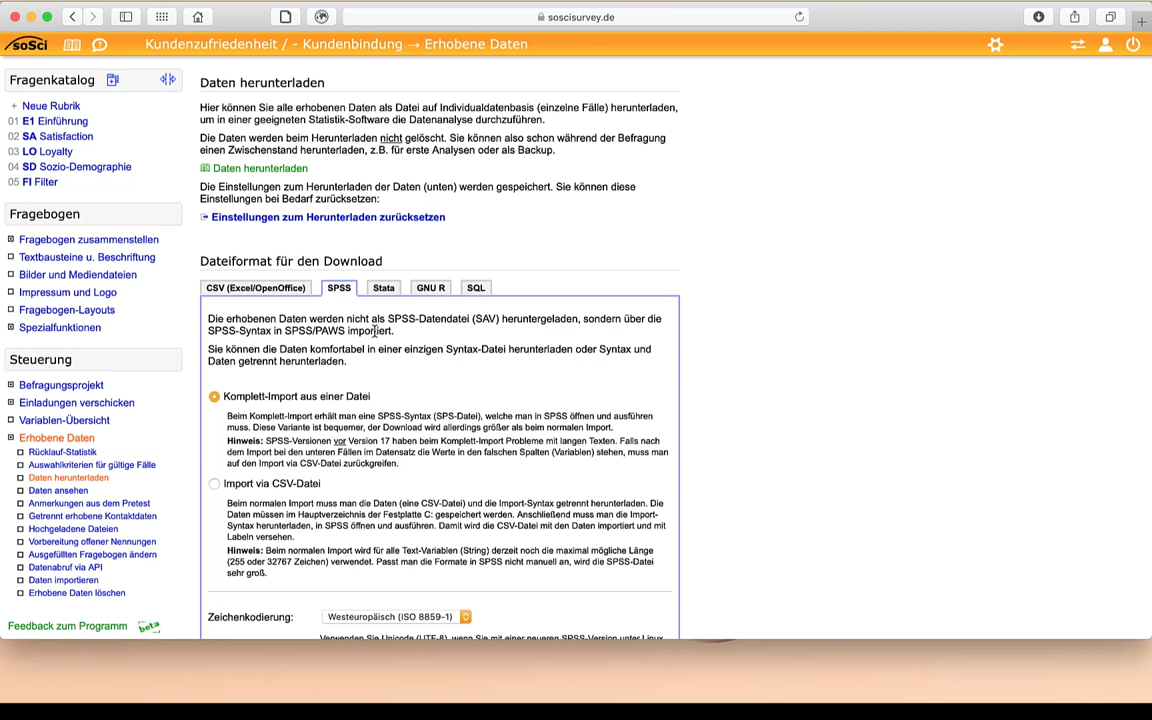 soscisurvey.de
soSci
Kundenzufriedenheit / - Kundenbindung → Erhobene Daten
Fragenkatalog
+ Neue Rubrik
01 E1 Einführung
02 SA Satisfaction
03 LO Loyalty
04 SD Sozio-Demographie
05 FI Filter
Fragebogen
Fragebogen zusammenstellen
Textbausteine u. Beschriftung
Bilder und Mediendateien
Impressum und Logo
Fragebogen-Layouts
Spezialfunktionen
Steuerung
Befragungsprojekt
Einladungen verschicken
Variablen-Übersicht
Erhobene Daten
Rücklauf-Statistik
Auswahlkriterien für gültige Fälle
Daten herunterladen
Daten ansehen
Anmerkungen aus dem Pretest
Getrennt erhobene Kontaktdaten
Hochgeladene Dateien
Vorbereitung offener Nennungen
Ausgefüllten Fragebogen ändern
Datenabruf via API
Daten importieren
Erhobene Daten löschen
Feedback zum Programm beta
Daten herunterladen
Hier können Sie alle erhobenen Daten als Datei auf Individualdatenbasis (einzelne Fälle) herunterladen,
um in einer geeigneten Statistik-Software die Datenanalyse durchzuführen.
Die Daten werden beim Herunterladen nicht gelöscht. Sie können also schon während der Befragung
einen Zwischenstand herunterladen, z.B. für erste Analysen oder als Backup.
Daten herunterladen
Die Einstellungen zum Herunterladen der Daten (unten) werden gespeichert. Sie können diese
Einstellungen bei Bedarf zurücksetzen:
Einstellungen zum Herunterladen zurücksetzen
Dateiformat für den Download
CSV (Excel/OpenOffice) SPSS Stata GNU R SQL
Die erhobenen Daten werden nicht als SPSS-Datendatei (SAV) heruntergeladen, sondern über die
SPSS-Syntax in SPSS/PAWS importiert.
Sie können die Daten komfortabel in einer einzigen Syntax-Datei herunterladen oder Syntax und
Daten getrennt herunterladen.
Komplett-Import aus einer Datei
Beim Komplett-Import erhält man eine SPSS-Syntax (SPS-Datei), welche man in SPSS öffnen und ausführen
muss. Diese Variante ist bequemer, der Download wird allerdings größer als beim normalen Import.
Hinweis: SPSS-Versionen vor Version 17 haben beim Komplett-Import Probleme mit langen Texten. Falls nach
dem Import bei den unteren Fällen im Datensatz die Werte in den falschen Spalten (Variablen) stehen, muss man
auf den Import via CSV-Datei zurückgreifen.
Import via CSV-Datei
Beim normalen Import muss man die Daten (eine CSV-Datei) und die Import-Syntax getrennt herunterladen. Die
Daten müssen im Hauptverzeichnis der Festplatte C: gespeichert werden. Anschließend muss man die Import-
Syntax herunterladen, in SPSS öffnen und ausführen. Damit wird die CSV-Datei mit den Daten importiert und mit
Labeln versehen.
Hinweis: Beim normalen Import wird für alle Text-Variablen (String) derzeit noch die maximal mögliche Länge
(255 oder 32767 Zeichen) verwendet. Passt man die Formate in SPSS nicht manuell an, wird die SPSS-Datei
sehr groß.
Zeichenkodierung: Westeuropäisch (ISO 8859-1)
Verwenden Sie Unicode (UTF-8), wenn Sie mit einer neueren SPSS-Version unter Linux